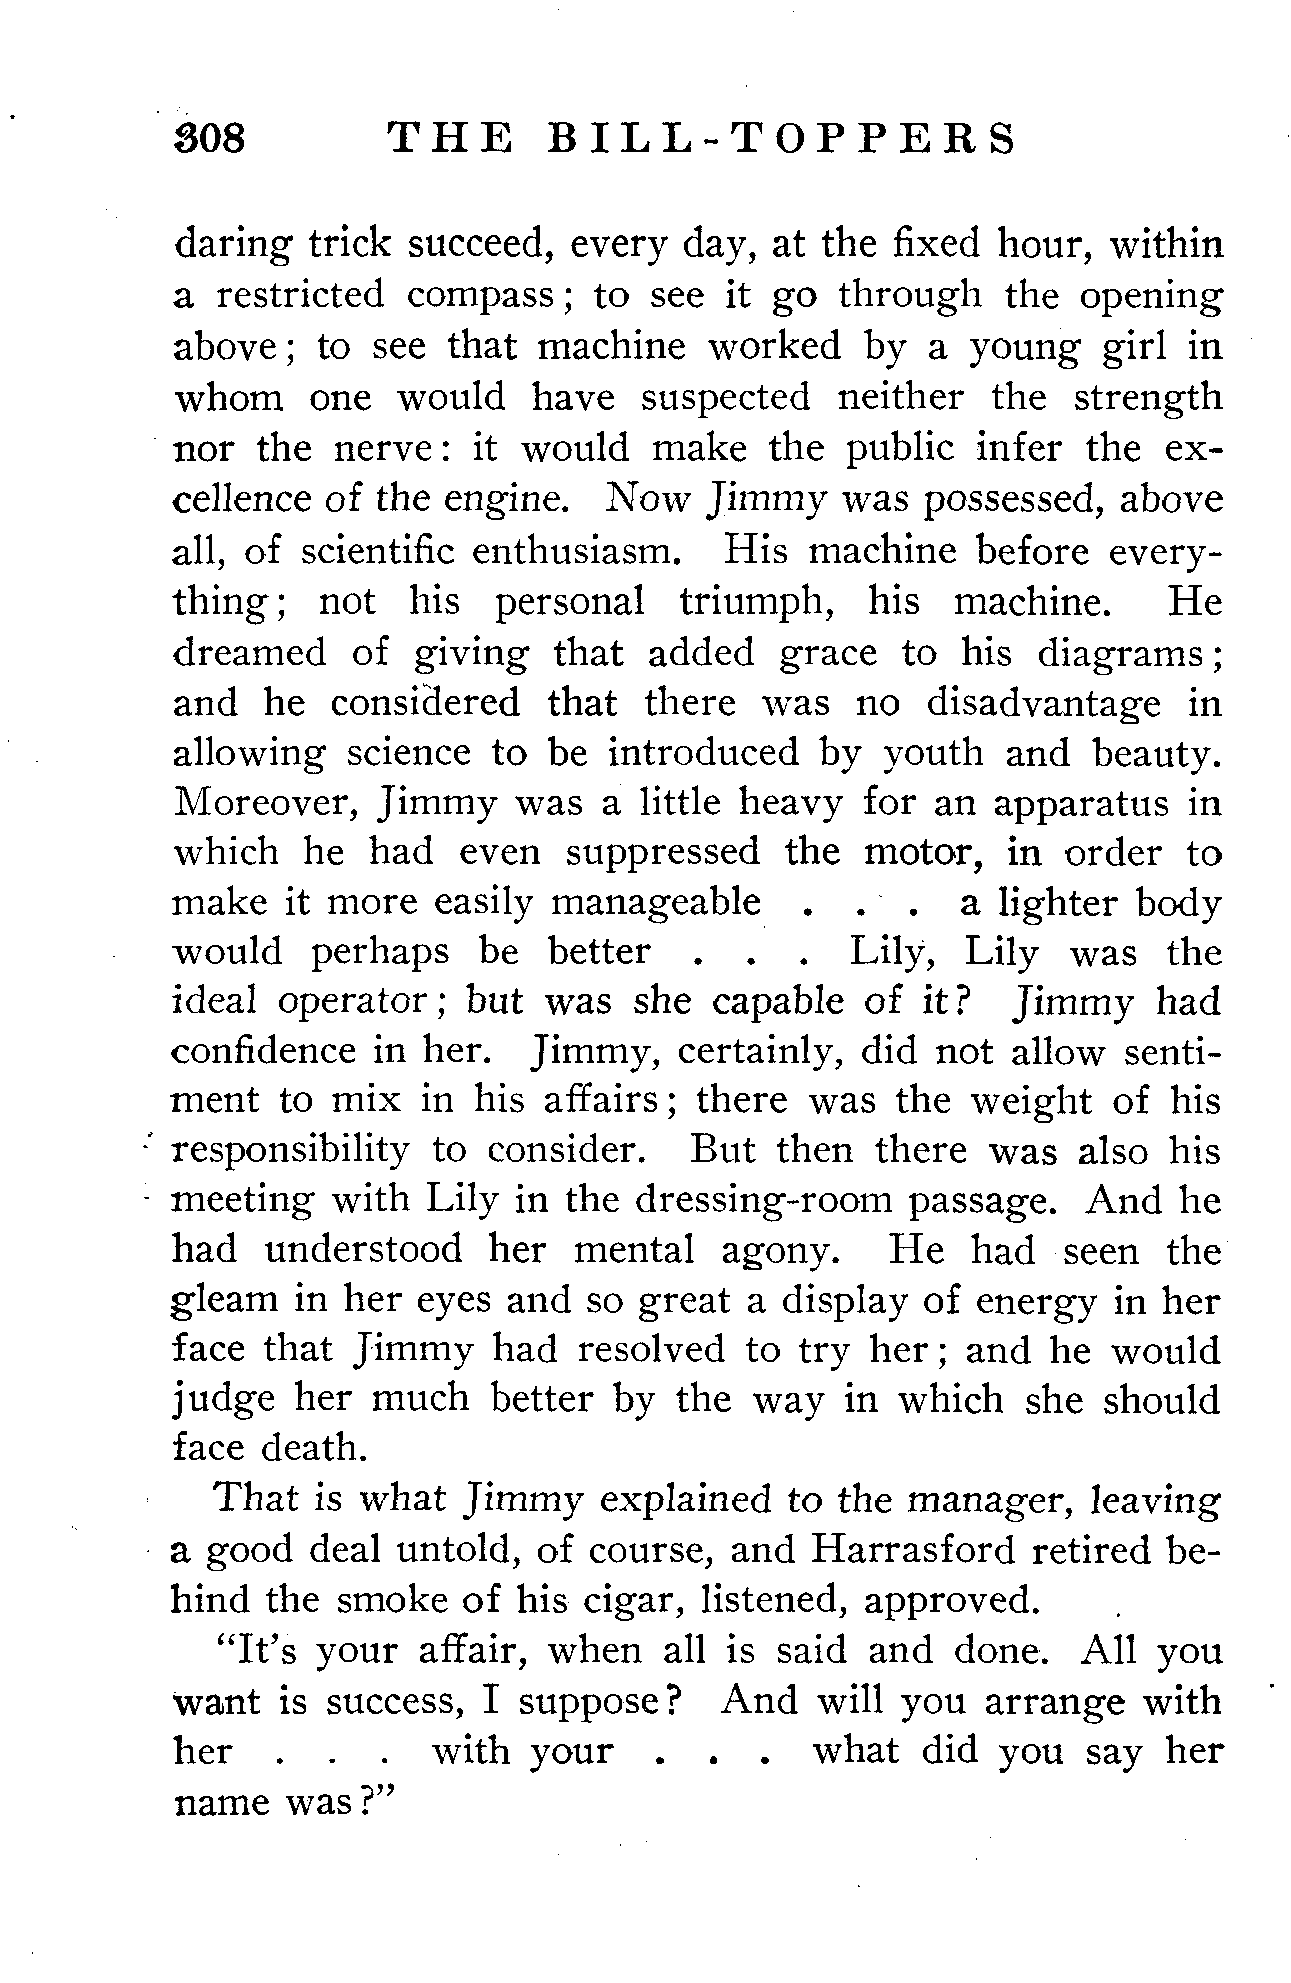 308 THE BILL-TOPPERS
daring trick succeed, every day, at the fixed hour, within
a restricted compass; to see it go through the opening
above; to see that machine worked by a young girl in
whom one would have suspected neither the strength
nor the nerve: it would make the public infer the ex-
cellence of the engine. Now Jimmy was possessed, above
all, of scientific enthusiasm. His machine before every-
thing; not his personal triumph, his machine. He
dreamed of giving that added grace to his diagrams;
and he considered that there was no disadvantage in
allowing science to be introduced by youth and beauty.
Moreover, Jimmy was a little heavy for an apparatus in
which he had even suppressed the motor, in order to
make it more easily manageable . . . a lighter body
would perhaps be better . . . Lily, Lily was the
ideal operator; but was she capable of it? Jimmy had
confidence in her. Jimmy, certainly, did not allow senti-
ment to mix in his affairs; there was the weight of his
responsibility to consider. But then there was also his
meeting with Lily in the dressing-room passage. And he
had understood her mental agony. He had seen the
gleam in her eyes and so great a display of energy in her
face that Jimmy had resolved to try her; and he would
judge her much better by the way in which she should
face death.
That is what Jimmy explained to the manager, leaving
a good deal untold, of course, and Harrasford retired be-
hind the smoke of his cigar, listened, approved.
"It's your affair, when all is said and done. All you
want is success, I suppose? And will you arrange with
her . . . with your . . . what did you say her
name was?"